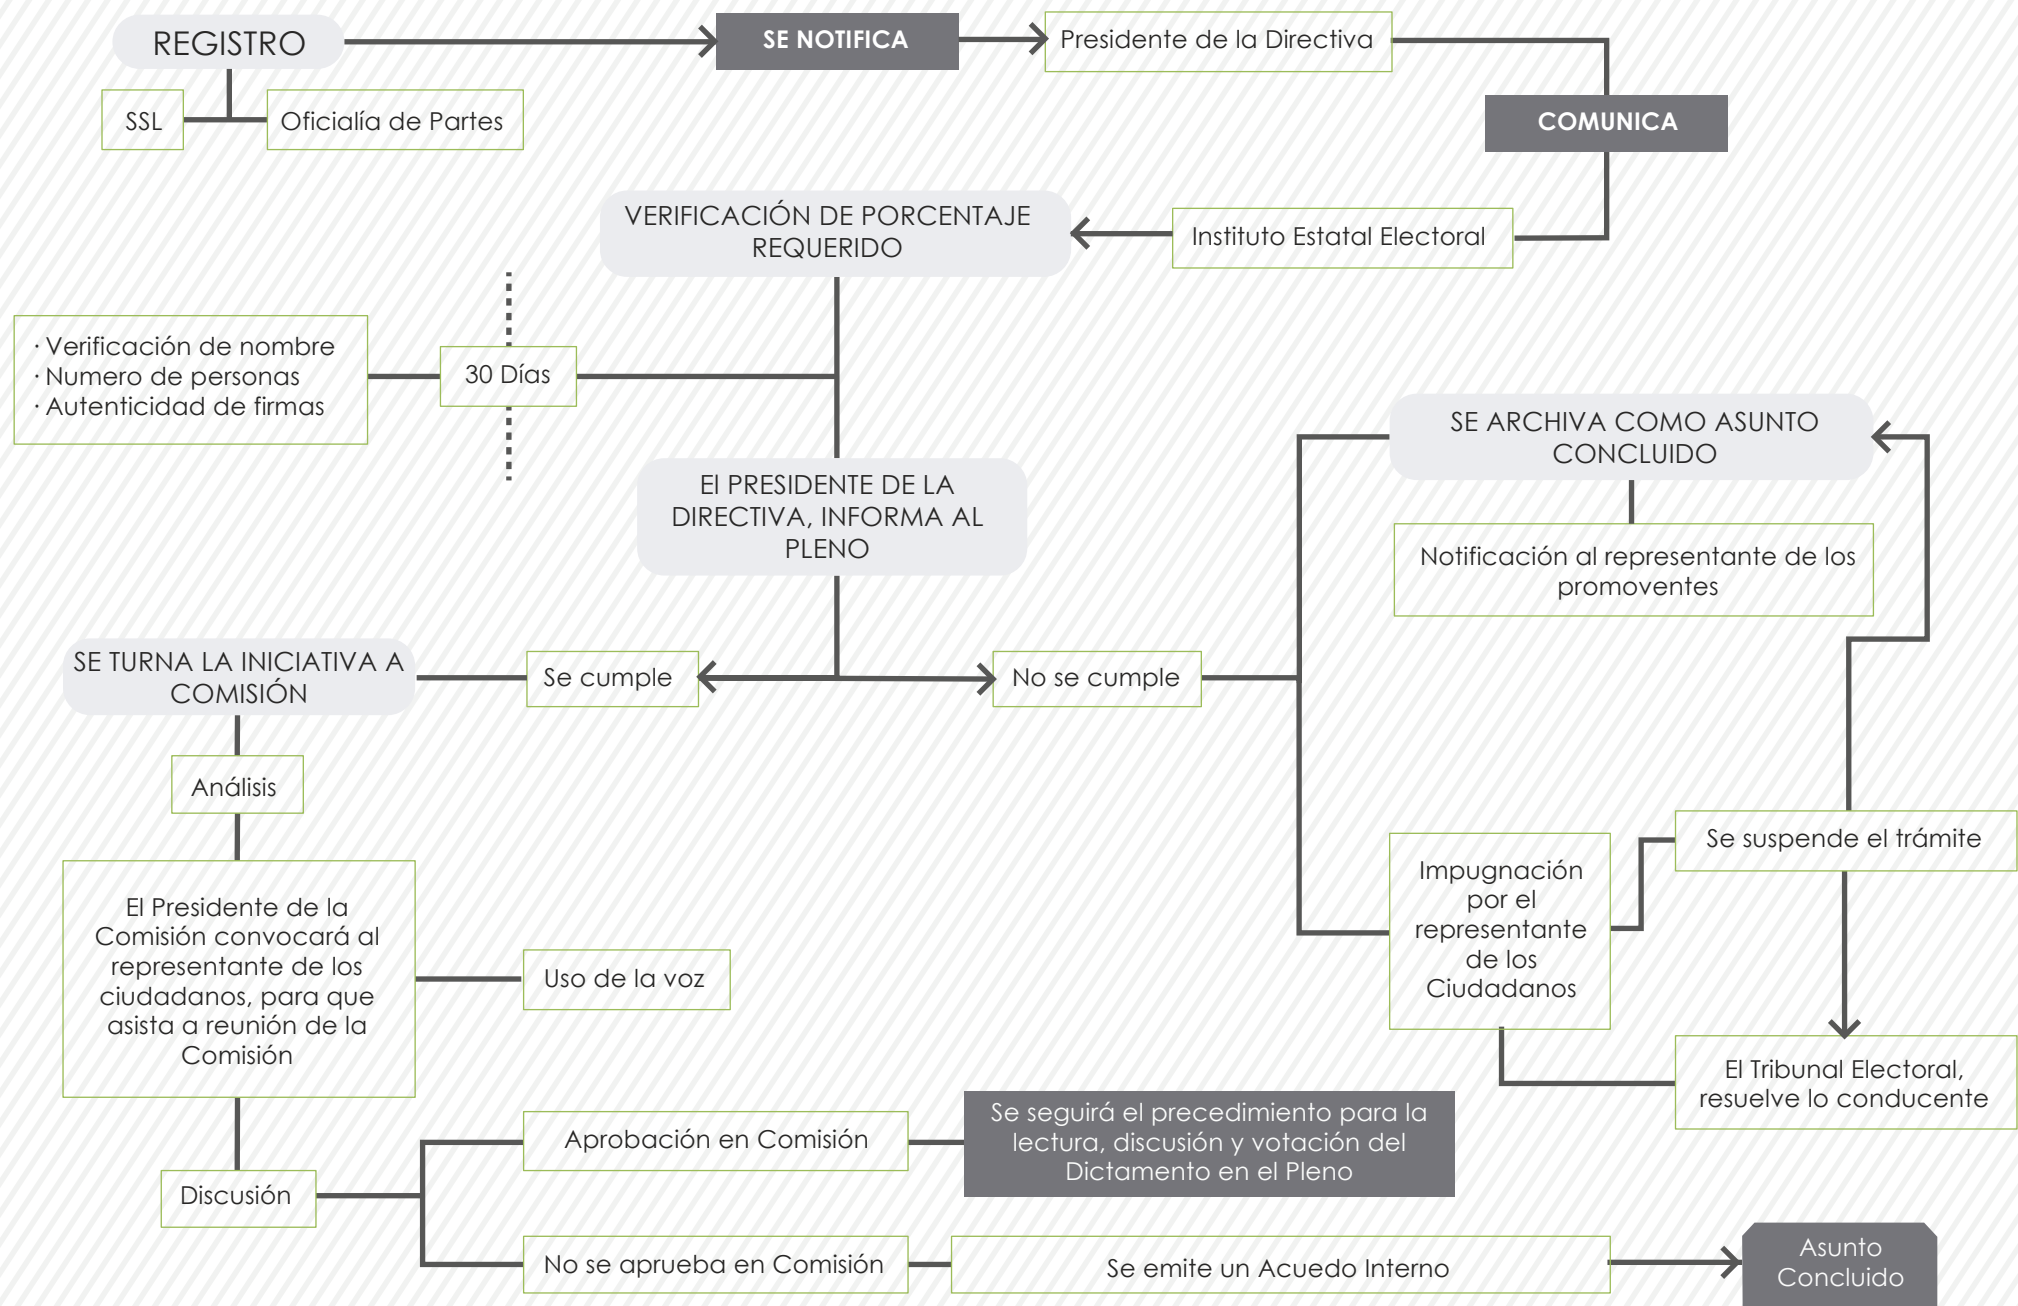 REGISTRO
SE NOTIFICA
Presidente de la Directiva
SSL
Oficialía de Partes
COMUNICA
VERIFICACIÓN DE PORCENTAJE
REQUERIDO
Instituto Estatal Electoral
· Verificación de nombre
· Numero de personas
· Autenticidad de firmas
30 Días
SE ARCHIVA COMO ASUNTO
CONCLUIDO
El PRESIDENTE DE LA
DIRECTIVA, INFORMA AL
PLENO
Notificación al representante de los
promoventes
SE TURNA LA INICIATIVA A
COMISIÓN
Se cumple
No se cumple
Análisis
Se suspende el trámite
Impugnación
por el
representante
de los
Ciudadanos
El Presidente de la
Comisión convocará al
representante de los
ciudadanos, para que
asista a reunión de la
Comisión
Uso de la voz
El Tribunal Electoral,
resuelve lo conducente
Aprobación en Comisión
Se seguirá el precedimiento para la
lectura, discusión y votación del
Dictamento en el Pleno
Discusión
No se aprueba en Comisión
Se emite un Acuedo Interno
Asunto
Concluido